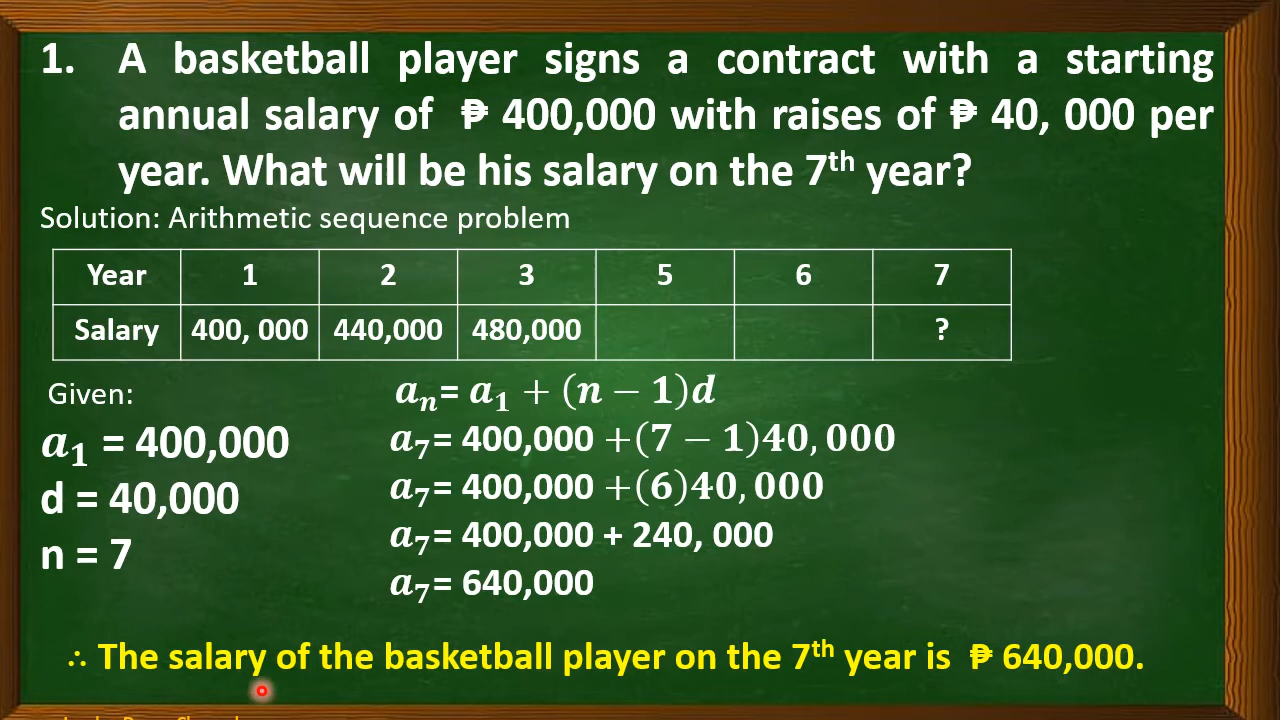 1. A basketball player signs a contract with a starting
annual salary of ₱ 400,000 with raises of ₱ 40, 000 per
year. What will be his salary on the 7th year?
Solution: Arithmetic sequence problem
Year 1 2 3 5 6 7
Salary 400, 000 440,000 480,000 ?
Given:
aₙ= a₁ + (n − 1)d
a₁ = 400,000
a₇= 400,000 +(7 − 1)40,000
d = 40,000
a₇= 400,000 +(6)40,000
n = 7
a₇= 400,000 + 240, 000
a₇= 640,000
∴ The salary of the basketball player on the 7th year is ₱ 640,000.